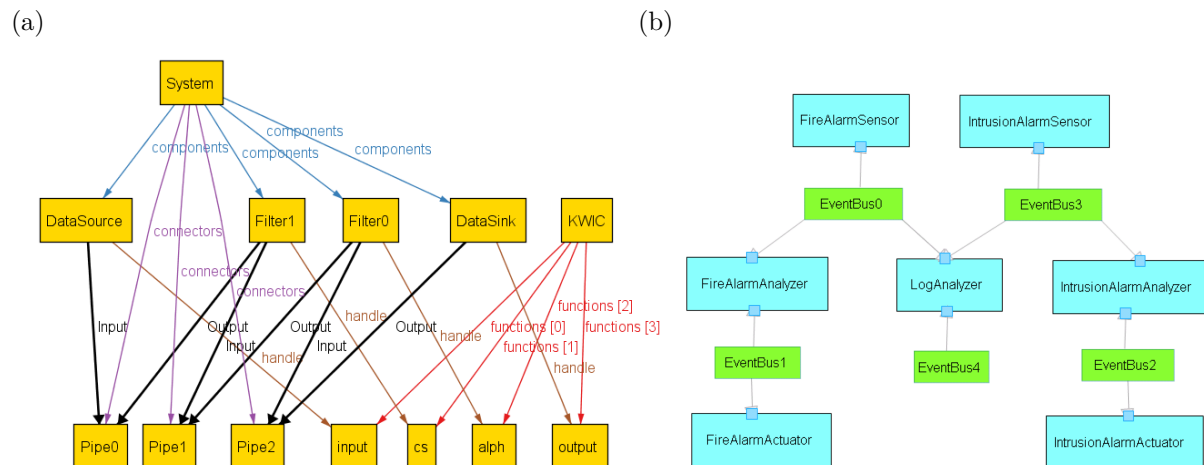 (a)
(b)
System
components
components
components
components
DataSource
Filter1
Filter0
DataSink
KWIC
connectors
connectors
connectors
Input
Output
Input
Output
Input
Output
handle
handle
handle
handle
functions [2]
functions [0]
functions [3]
functions [1]
Pipe0
Pipe1
Pipe2
input
cs
alph
output
FireAlarmSensor
IntrusionAlarmSensor
EventBus0
EventBus3
FireAlarmAnalyzer
LogAnalyzer
IntrusionAlarmAnalyzer
EventBus1
EventBus4
EventBus2
FireAlarmActuator
IntrusionAlarmActuator